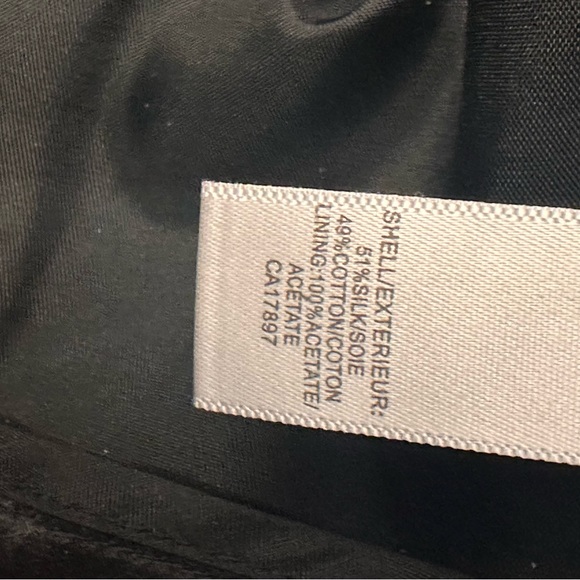 SHELL/EXTERIEUR:
51%SILK/SOIE
49%COTTON/COTON
LINING:100%ACETATE/
ACETATE
CA17897